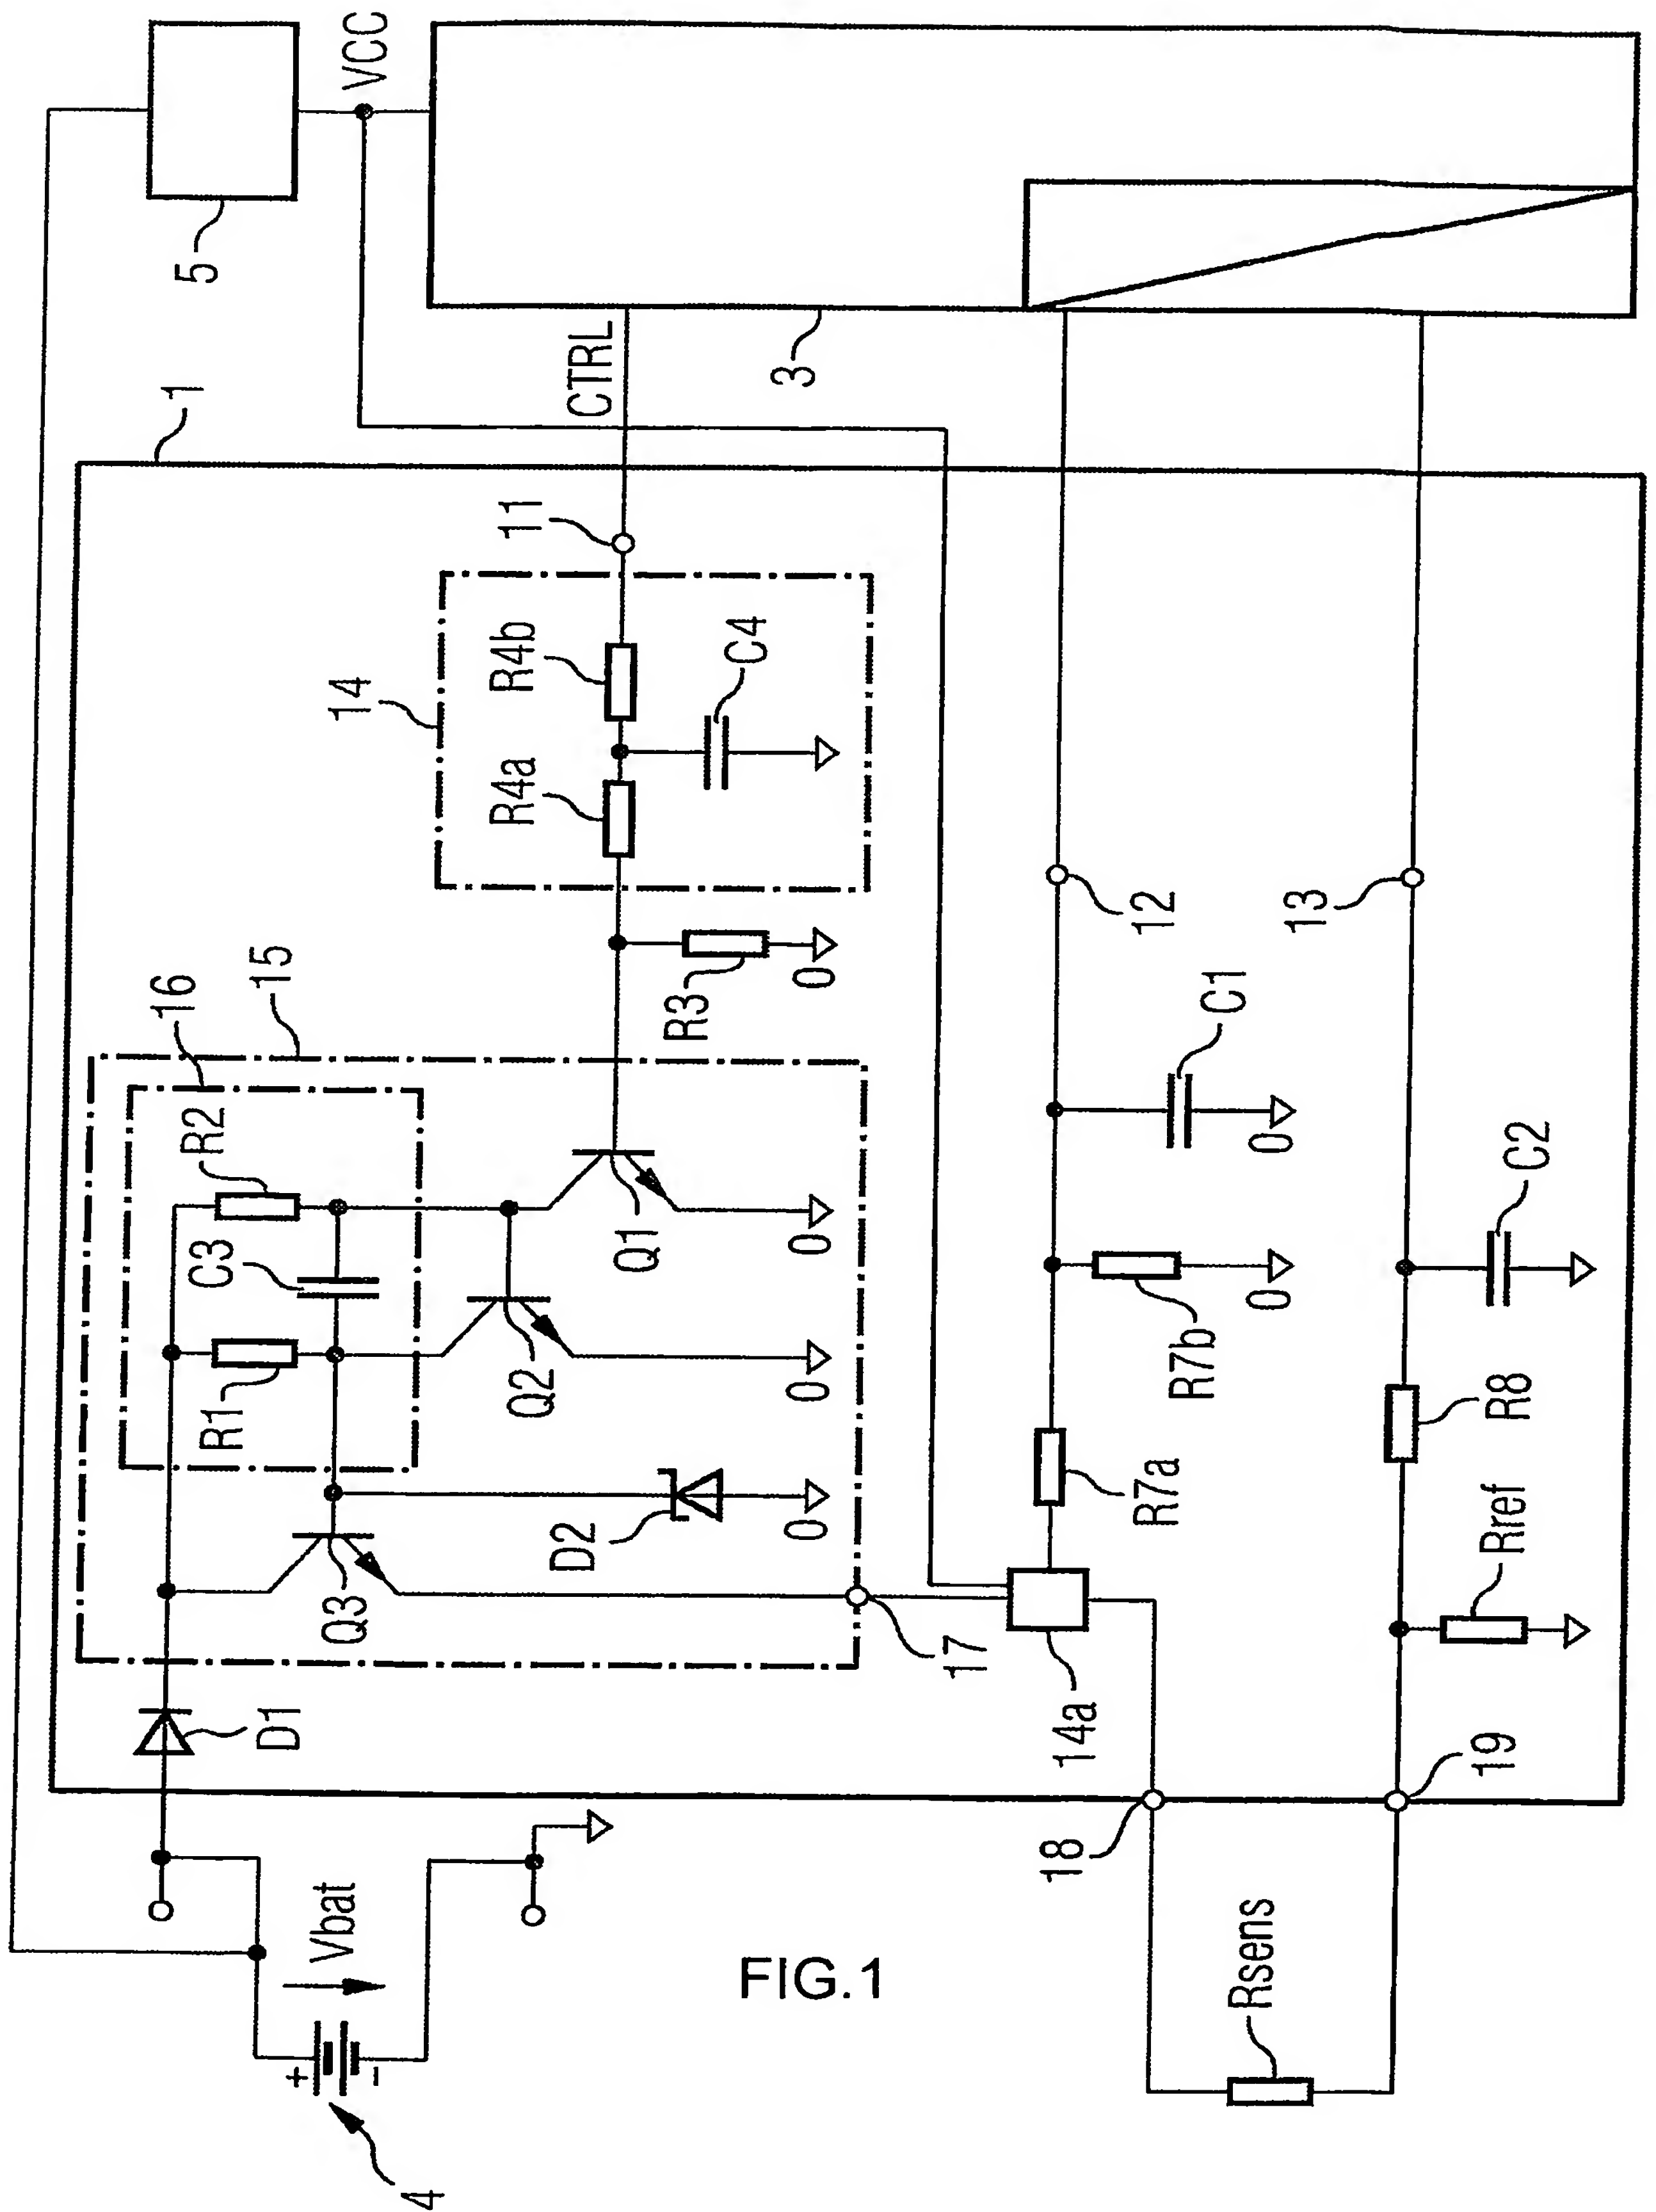 4
+
−
Vbat
D1
Q3
R1
C3
R2
16
15
Q2
Q1
D2
0
0
0
17
R3
0
14
R4a
R4b
C4
11
CTRL
1
5
VCC
3
14a
R7a
R7b
0
C1
0
12
18
19
Rsens
Rref
R8
C2
13
FIG.1